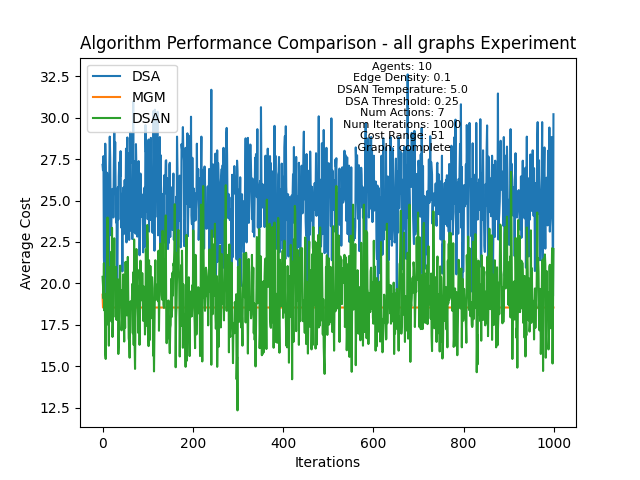 Algorithm Performance Comparison - all graphs Experiment
DSA
MGM
DSAN
Agents: 10
Edge Density: 0.1
DSAN Temperature: 5.0
DSA Threshold: 0.25
Num Actions: 7
Num Iterations: 1000
Cost Range: 51
Graph: complete
Average Cost
32.5
30.0
27.5
25.0
22.5
20.0
17.5
15.0
12.5
0
200
400
600
800
1000
Iterations